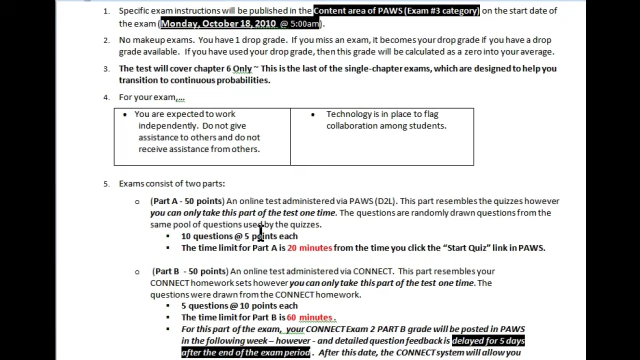 1. Specific exam instructions will be published in the Content area of PAWS (Exam #3 category) on the start date of
the exam (Monday, October 18, 2010 @ 5:00am).
2. No makeup exams. You have 1 drop grade. If you miss an exam, it becomes your drop grade if you have a drop
grade available. If you have used your drop grade, then this grade will be calculated as a zero into your average.
3. The test will cover chapter 6 Only ~ This is the last of the single-chapter exams, which are designed to help you
transition to continuous probabilities.
4. For your exam,...
• You are expected to work
independently. Do not give
assistance to others and do not
receive assistance from others.
• Technology is in place to flag
collaboration among students.
5. Exams consist of two parts:
o (Part A - 50 points) An online test administered via PAWS (D2L). This part resembles the quizzes however
you can only take this part of the test one time. The questions are randomly drawn questions from the
same pool of questions used by the quizzes.
▪ 10 questions @ 5 points each
▪ The time limit for Part A is 20 minutes from the time you click the "Start Quiz" link in PAWS.
o (Part B - 50 points) An online test administered via CONNECT. This part resembles your
CONNECT homework sets however you can only take this part of the test one time. The
questions were drawn from the CONNECT homework.
▪ 5 questions @ 10 points each
▪ The time limit for Part B is 60 minutes .
▪ For this part of the exam, your CONNECT Exam 2 PART B grade will be posted in PAWS
in the following week – however - and detailed question feedback is delayed for 5 days
after the end of the exam period . After this date, the CONNECT system will allow you